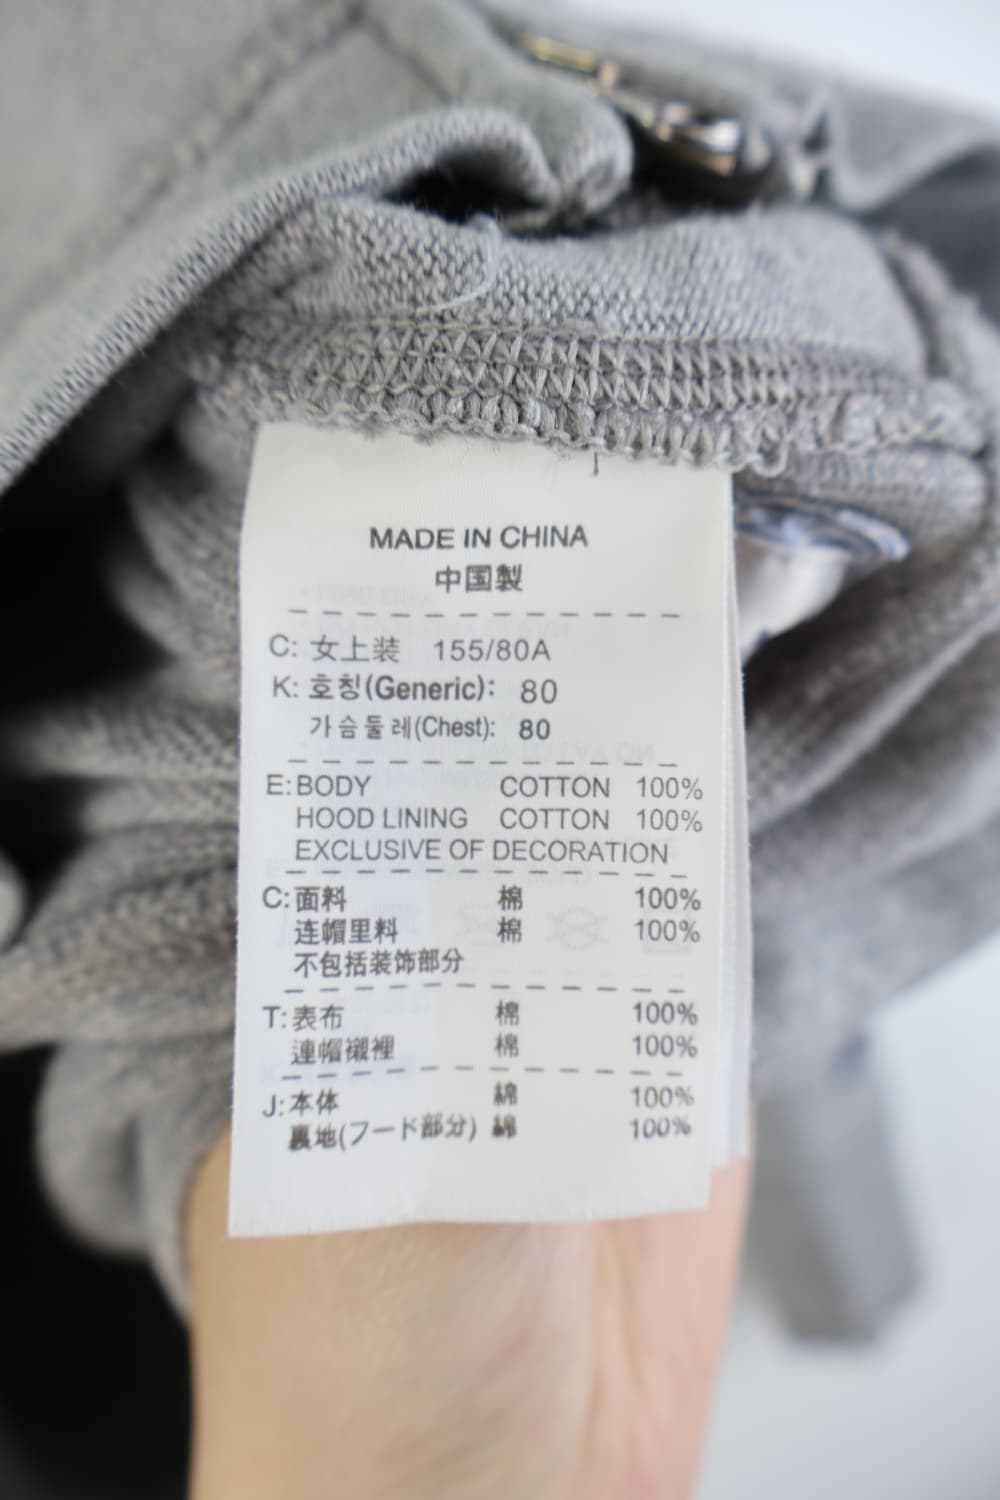 MADE IN CHINA
中国製
C: 女上装 155/80A
K: 호칭(Generic): 80
가슴둘레(Chest): 80
E: BODY COTTON 100%
HOOD LINING COTTON 100%
EXCLUSIVE OF DECORATION
C: 面料 棉 100%
连帽里料 棉 100%
不包括装饰部分
T: 表布 棉 100%
連帽襯裡 棉 100%
J: 本体 綿 100%
裏地(フード部分) 綿 100%